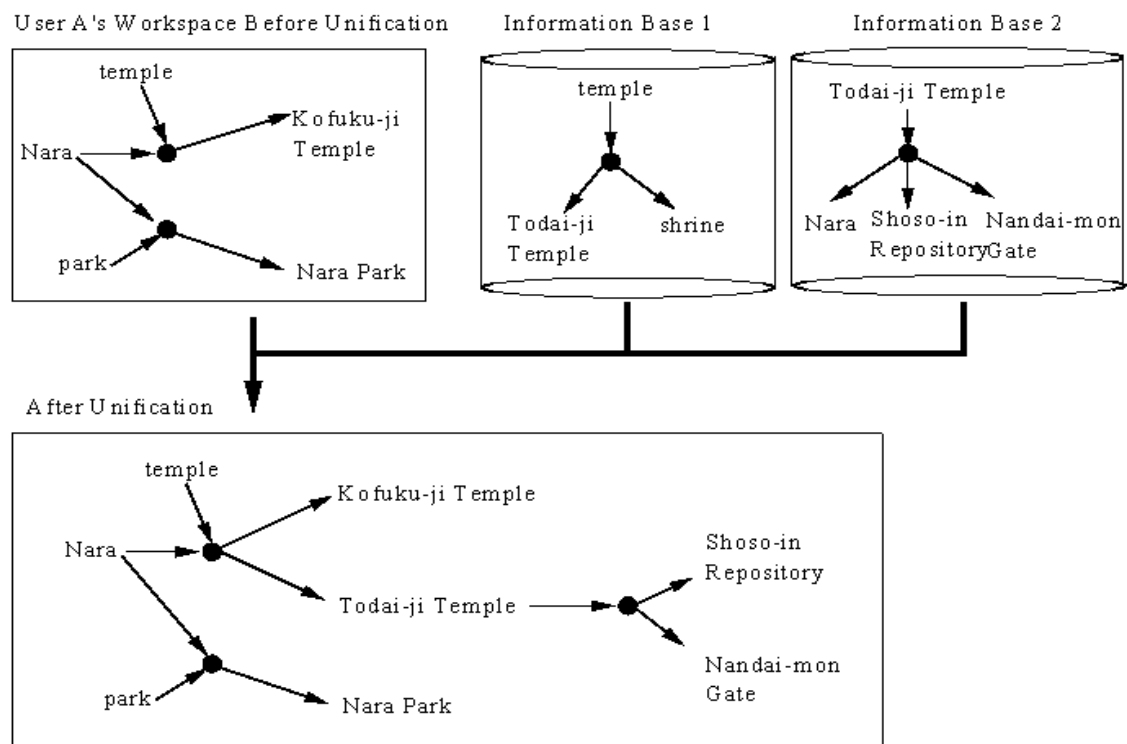 User A's Workspace Before Unification
temple
Kofuku-ji
Temple
Nara
park
Nara Park
Information Base 1
temple
Todai-ji
Temple
shrine
Information Base 2
Todai-ji Temple
Nara
Shoso-in
Repository
Nandai-mon
Gate
After Unification
temple
Kofuku-ji Temple
Nara
Shoso-in
Repository
Todai-ji Temple
Nandai-mon
Gate
park
Nara Park